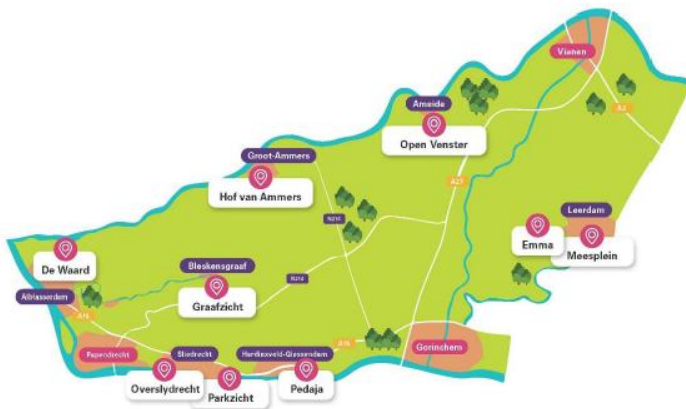 Vianen
A2
Ameide
Open Venster
Groot-Ammers
Hof van Ammers
A27
N216
Leerdam
Emma
Meesplein
De Waard
Bleskensgraaf
Graafzicht
N214
Alblasserdam
A15
Papendrecht
Sliedrecht
Hardinxveld-Giessendam
A15
Gorinchem
Overslydrecht
Parkzicht
Pedaja